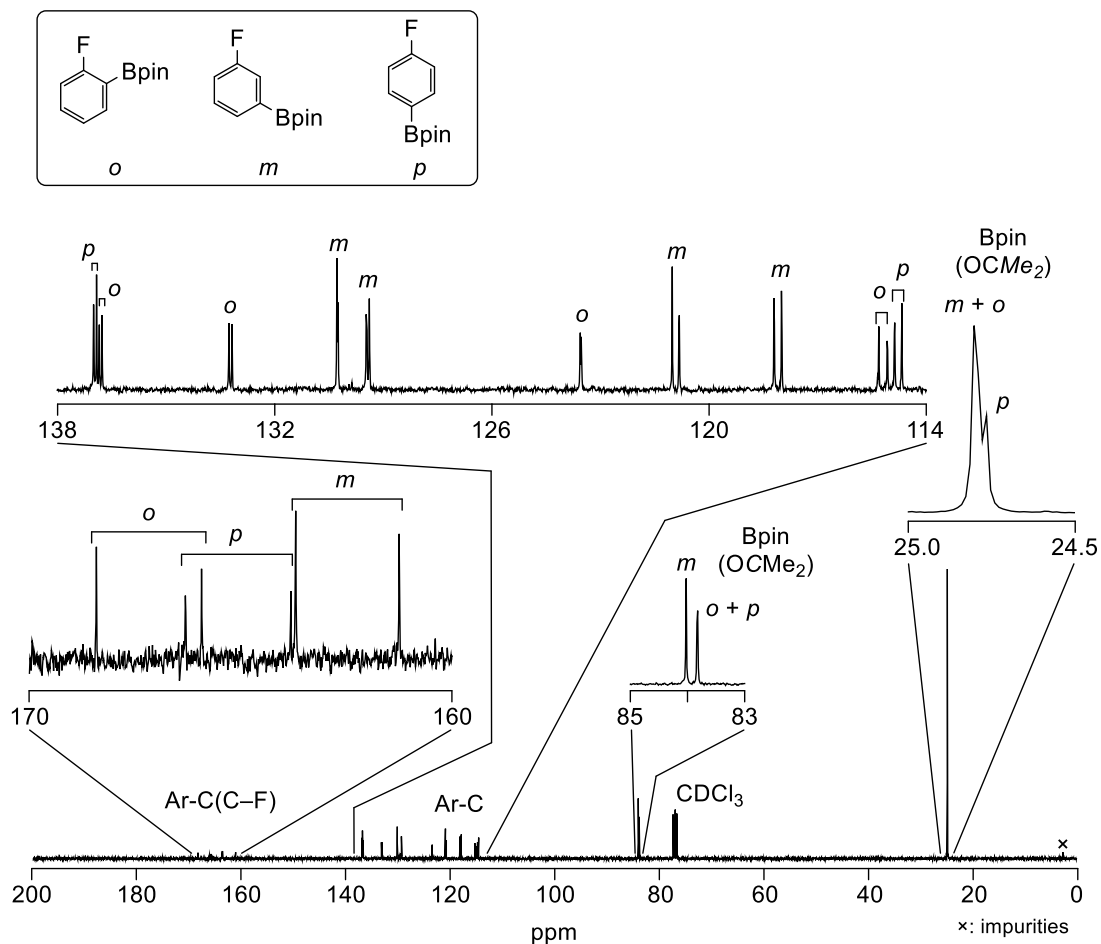 F
F
F
Bpin
Bpin
Bpin
o
m
p
p
o
o
m
m
o
m
m
o
p
138
132
126
120
114
Bpin
(OCMe2)
m + o
p
25.0
24.5
o
p
m
170
160
Bpin
(OCMe2)
m
o + p
85
83
Ar-C(C–F)
Ar-C
CDCl3
×
200
180
160
140
120
100
80
60
40
20
0
ppm
×: impurities